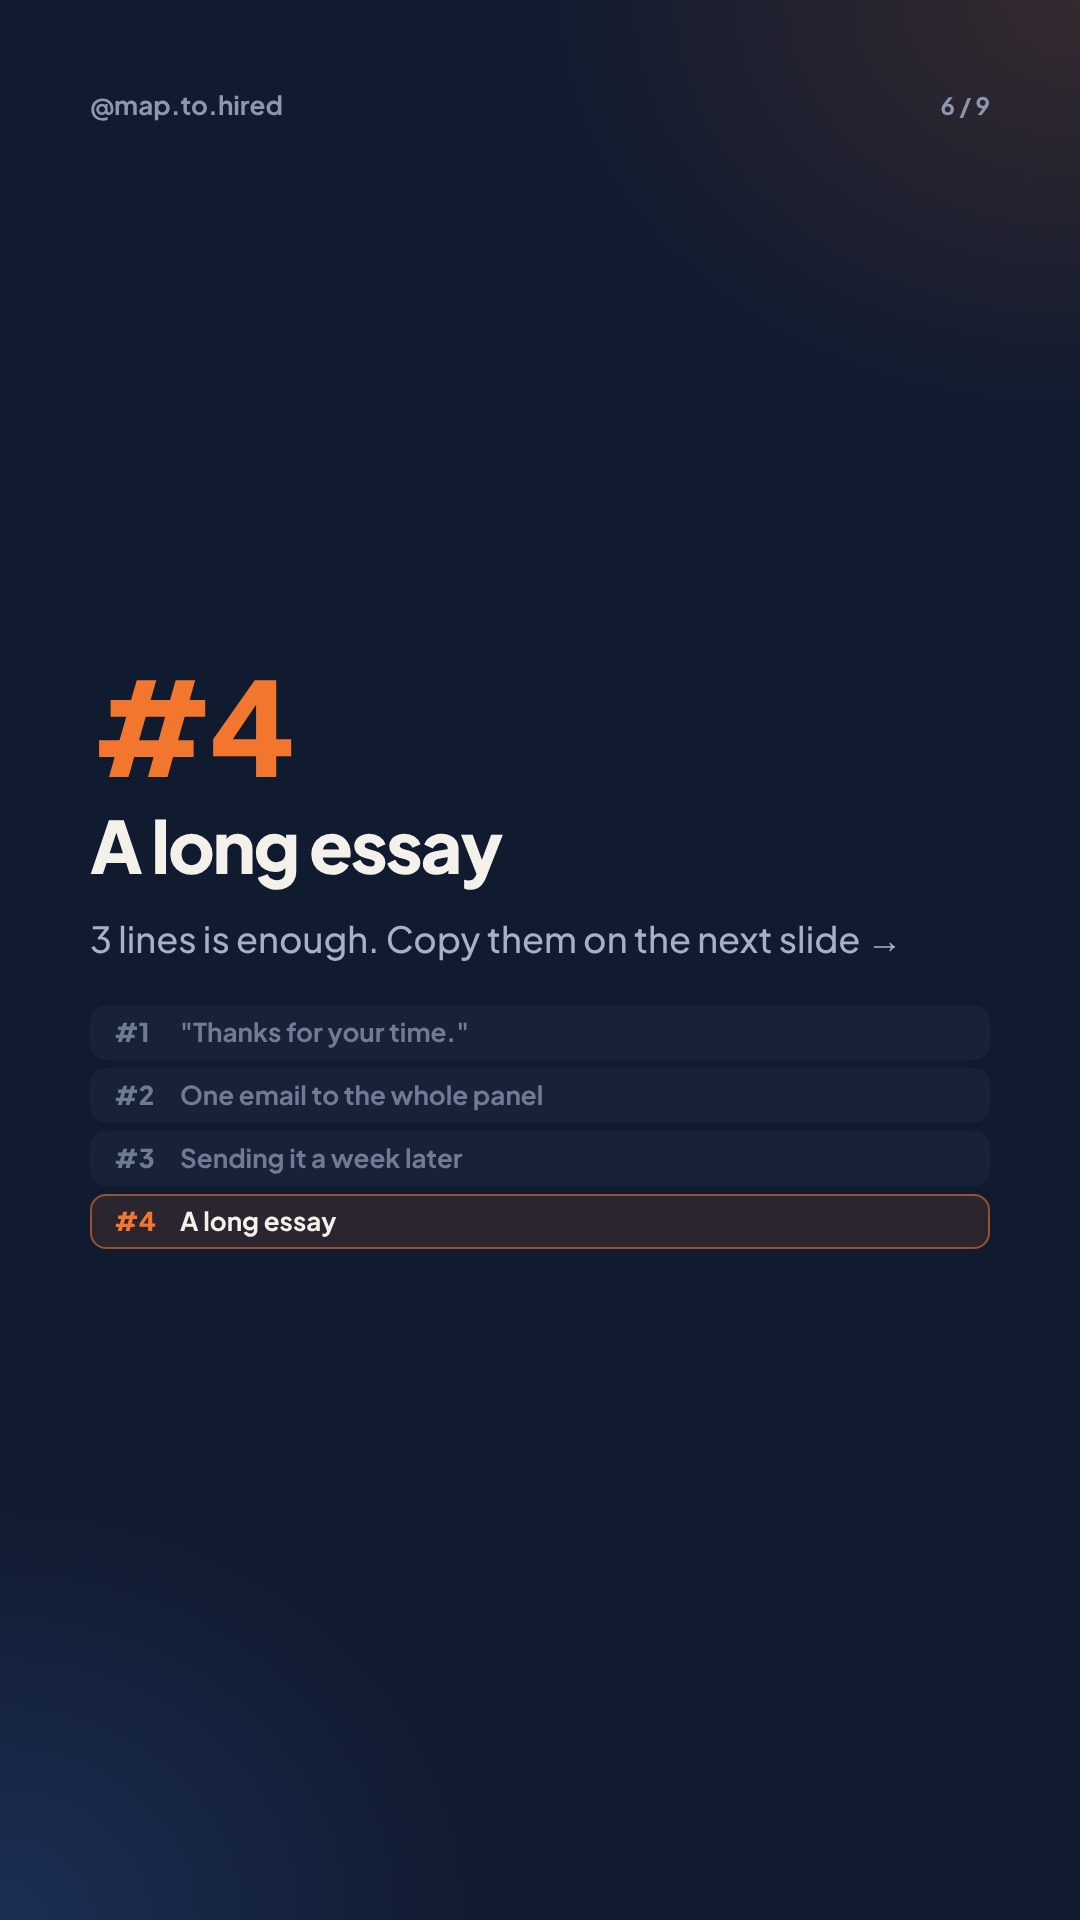 @map.to.hired
6 / 9
#4
A long essay
3 lines is enough. Copy them on the next slide →
#1 "Thanks for your time."
#2 One email to the whole panel
#3 Sending it a week later
#4 A long essay